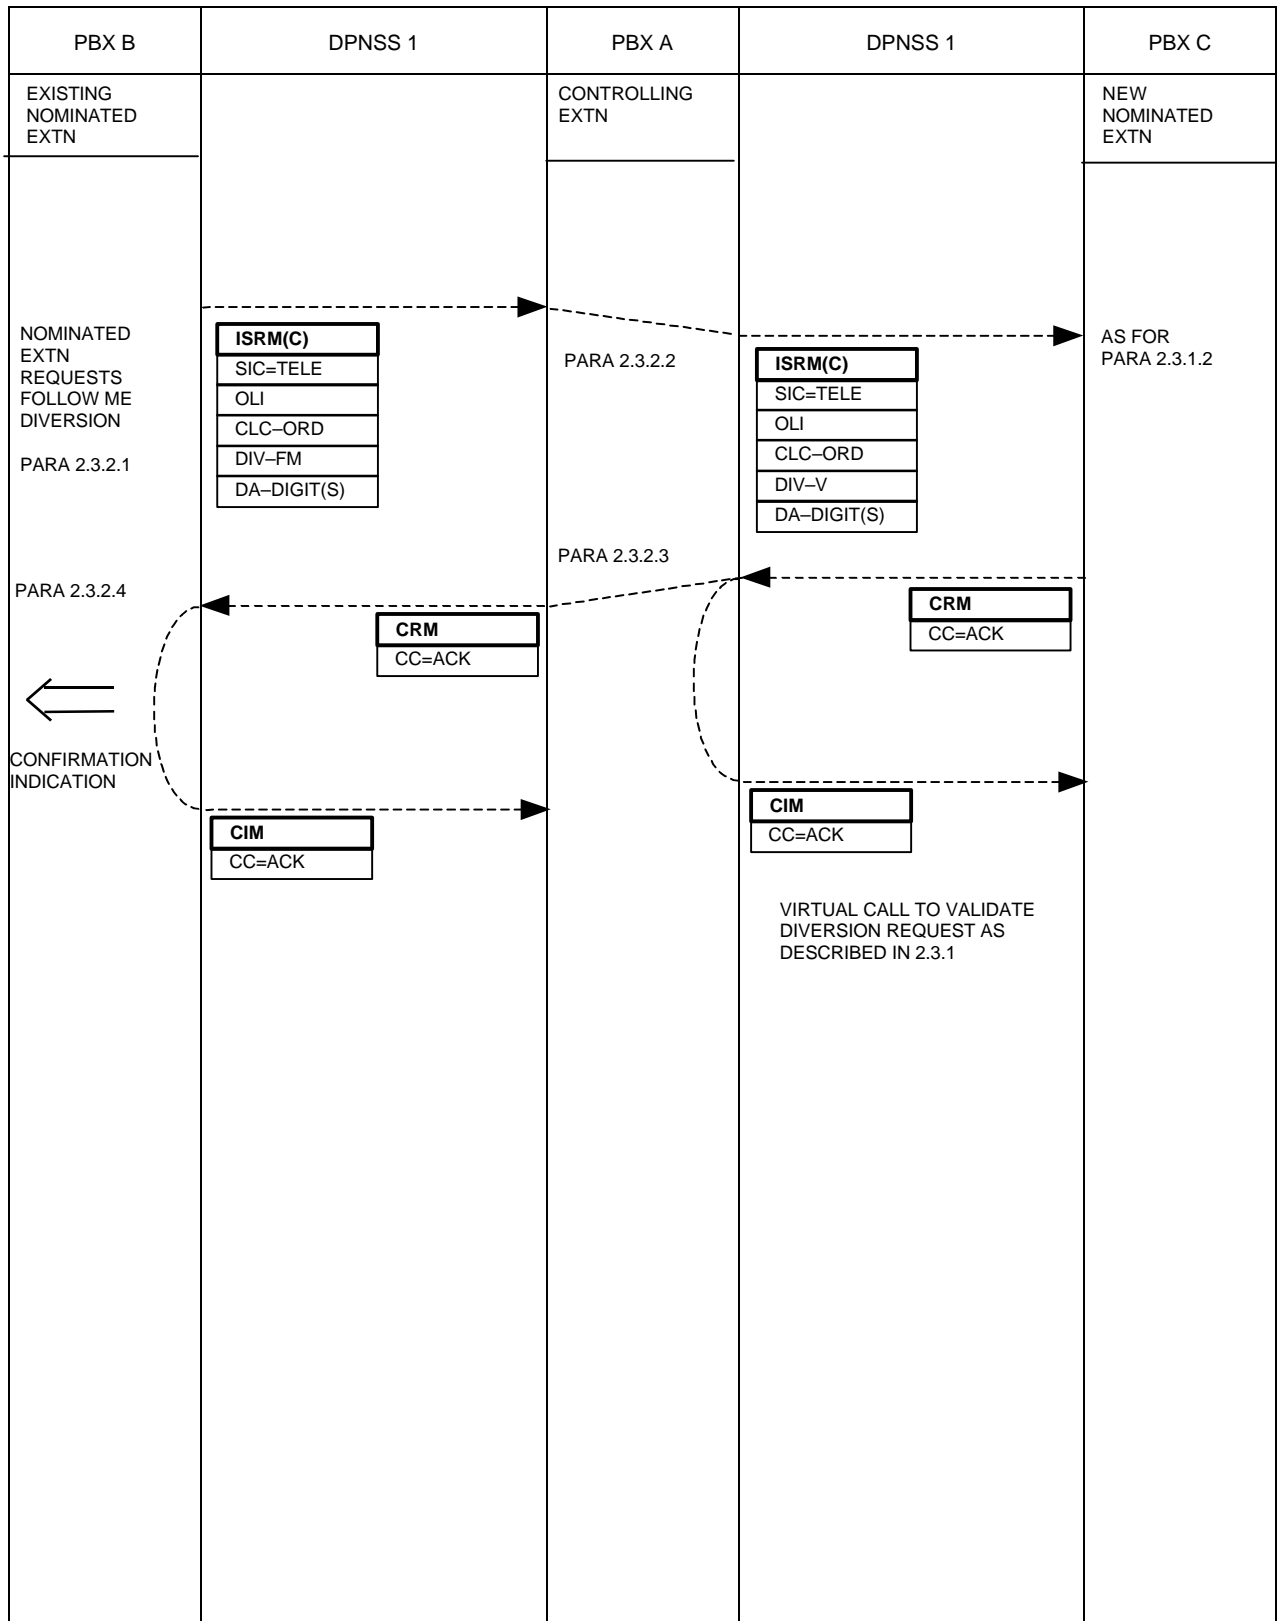 PBX B
DPNSS 1
PBX A
DPNSS 1
PBX C
EXISTING
NOMINATED
EXTN
CONTROLLING
EXTN
NEW
NOMINATED
EXTN
NOMINATED
EXTN
REQUESTS
FOLLOW ME
DIVERSION
PARA 2.3.2.1
ISRM(C)
SIC=TELE
OLI
CLC–ORD
DIV–FM
DA–DIGIT(S)
PARA 2.3.2.2
ISRM(C)
SIC=TELE
OLI
CLC–ORD
DIV–V
DA–DIGIT(S)
AS FOR
PARA 2.3.1.2
PARA 2.3.2.3
CRM
CC=ACK
PARA 2.3.2.4
CRM
CC=ACK
CONFIRMATION
INDICATION
CIM
CC=ACK
CIM
CC=ACK
VIRTUAL CALL TO VALIDATE
DIVERSION REQUEST AS
DESCRIBED IN 2.3.1